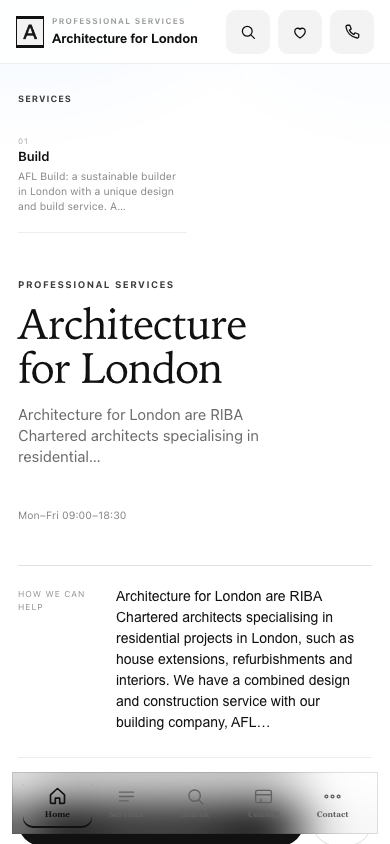 A
PROFESSIONAL SERVICES
Architecture for London
SERVICES
01
Build
AFL Build: a sustainable builder
in London with a unique design
and build service. A...
PROFESSIONAL SERVICES
Architecture
for London
Architecture for London are RIBA
Chartered architects specialising in
residential...
Mon–Fri 09:00–18:30
HOW WE CAN
HELP
Architecture for London are RIBA
Chartered architects specialising in
residential projects in London, such as
house extensions, refurbishments and
interiors. We have a combined design
and construction service with our
building company, AFL...
Home
Contact